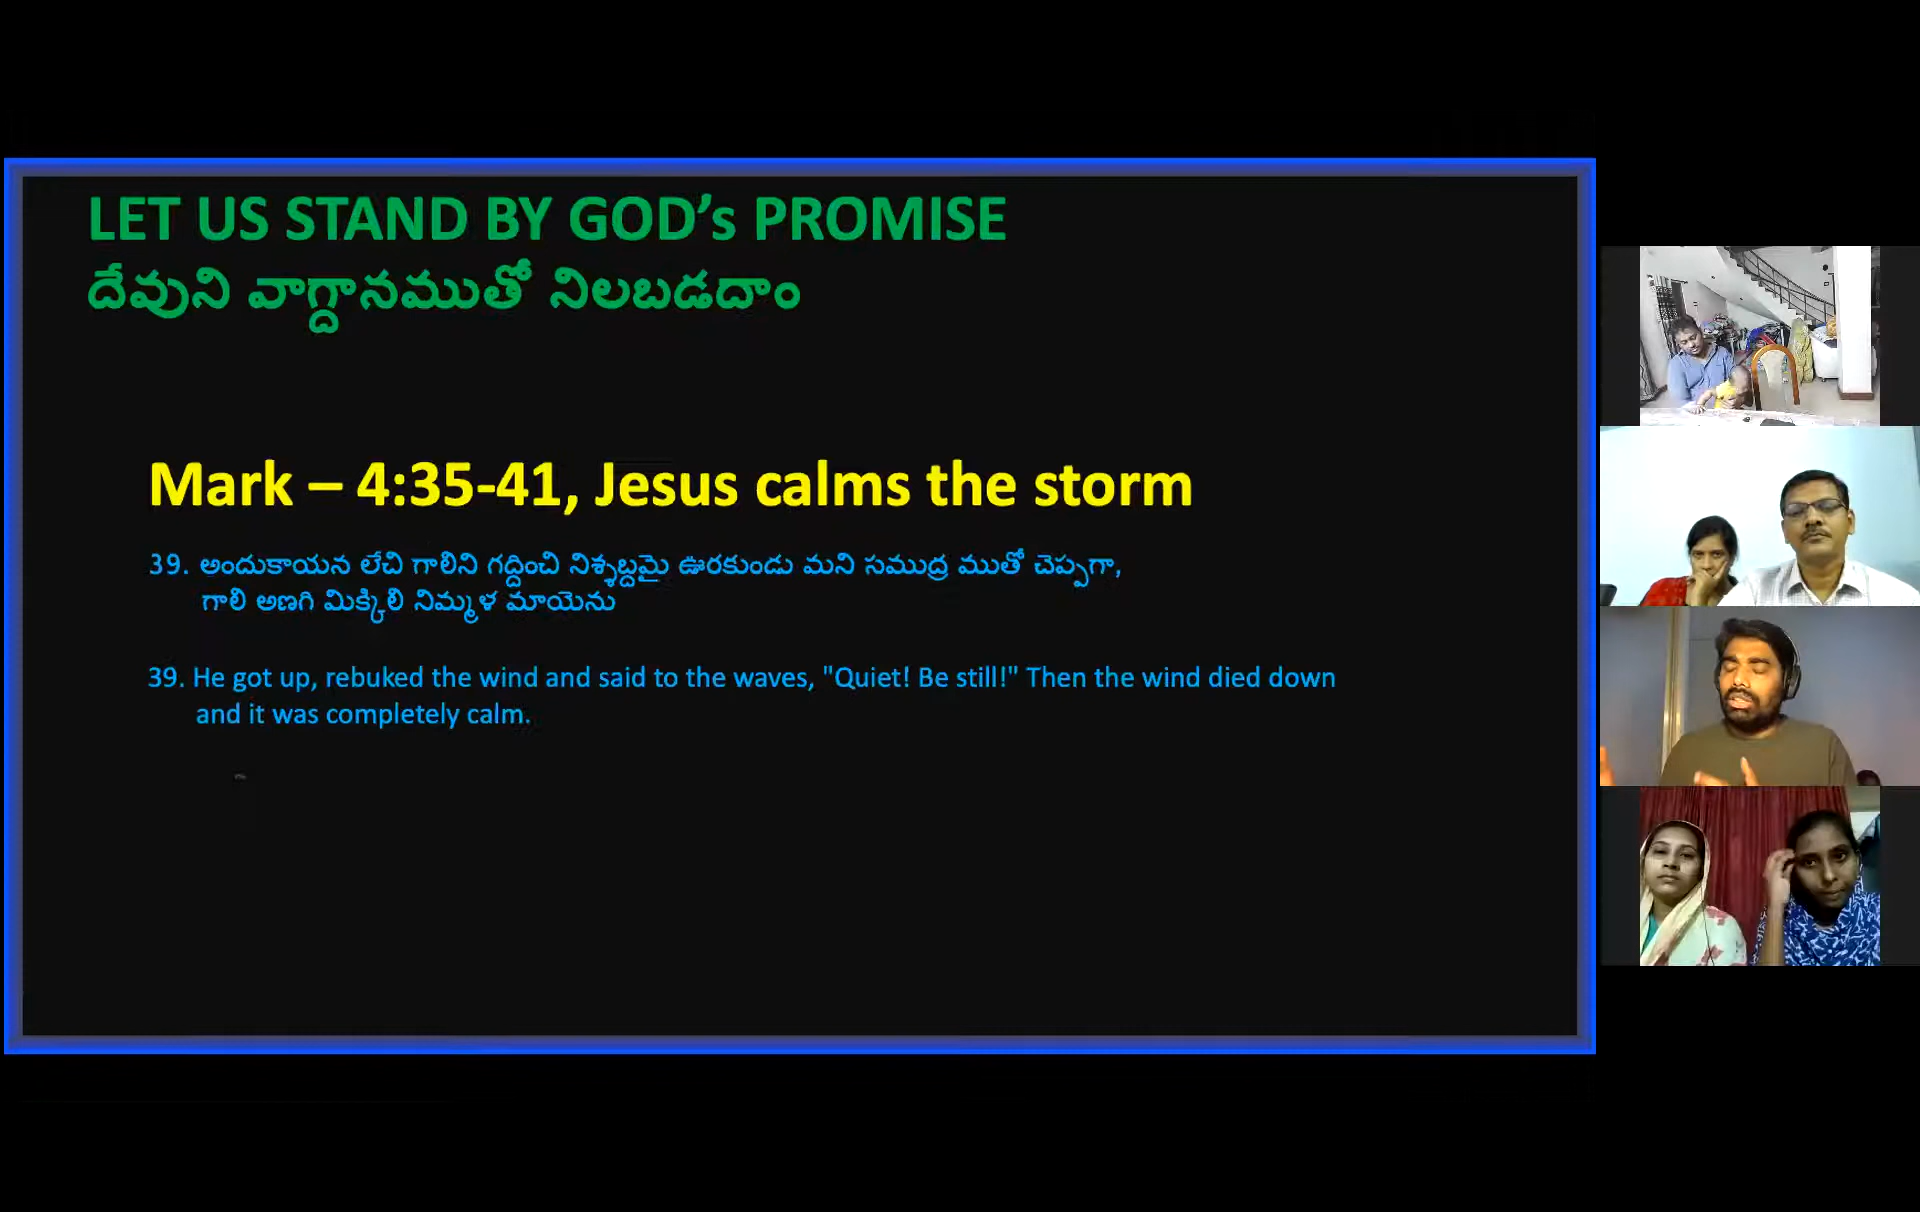 LET US STAND BY GOD’s PROMISE
దేవుని వాగ్దానముతో నిలబడదాం
Mark – 4:35-41, Jesus calms the storm
39. అందుకాయన లేచి గాలిని గద్దించి నిశ్శబ్దమై ఊరకుండు మని సముద్ర ముతో చెప్పగా,
గాలి అణగి మిక్కిలి నిమ్మళ మాయెను
39. He got up, rebuked the wind and said to the waves, "Quiet! Be still!" Then the wind died down
and it was completely calm.